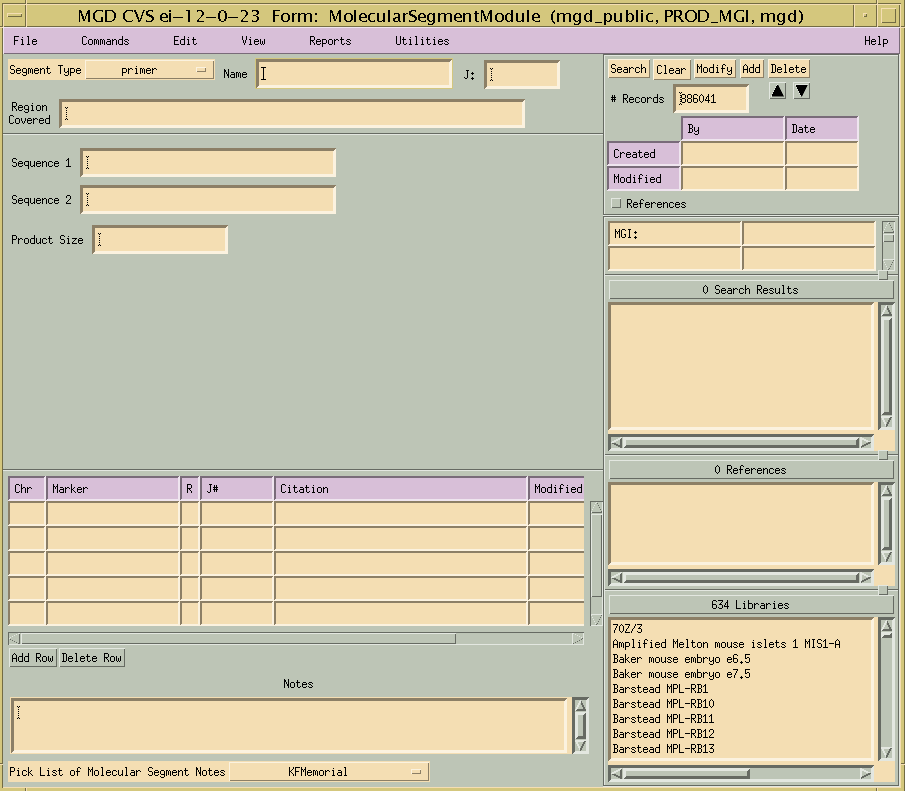 MGD CVS ei-12-0-23 Form: MolecularSegmentModule (mgd_public, PROD_MGI, mgd)
File Commands Edit View Reports Utilities Help
Segment Type primer Name J:
Region
Covered
Sequence 1
Sequence 2
Product Size
Search Clear Modify Add Delete
# Records 886041
By Date
Created
Modified
References
MGI:
0 Search Results
0 References
634 Libraries
70Z/3
Amplified Melton mouse islets 1 MIS1-A
Baker mouse embryo e6.5
Baker mouse embryo e7.5
Barstead MPL-RB1
Barstead MPL-RB10
Barstead MPL-RB11
Barstead MPL-RB12
Barstead MPL-RB13
Chr Marker R J# Citation Modified
Add Row Delete Row
Notes
Pick List of Molecular Segment Notes KFMemorial